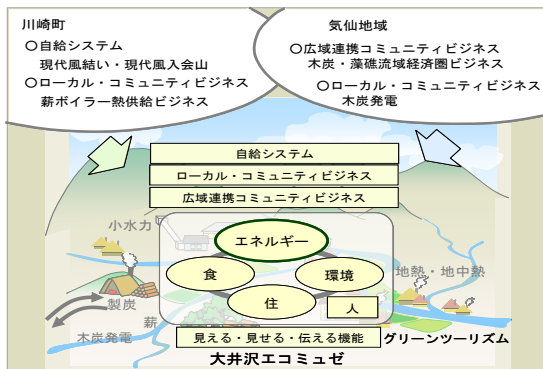 川崎町
〇自給システム
現代風結い・現代風入会山
〇ローカル・コミュニティビジネス
薪ボイラー熱供給ビジネス
気仙地域
〇広域連携コミュニティビジネス
木炭・藻礁流域経済圏ビジネス
〇ローカル・コミュニティビジネス
木炭発電
自給システム
ローカル・コミュニティビジネス
広域連携コミュニティビジネス
小水力
エネルギー
食
環境
住
人
地熱・地中熱
製炭
薪
木炭発電
見える・見せる・伝える機能
グリーンツーリズム
大井沢エコミュゼ